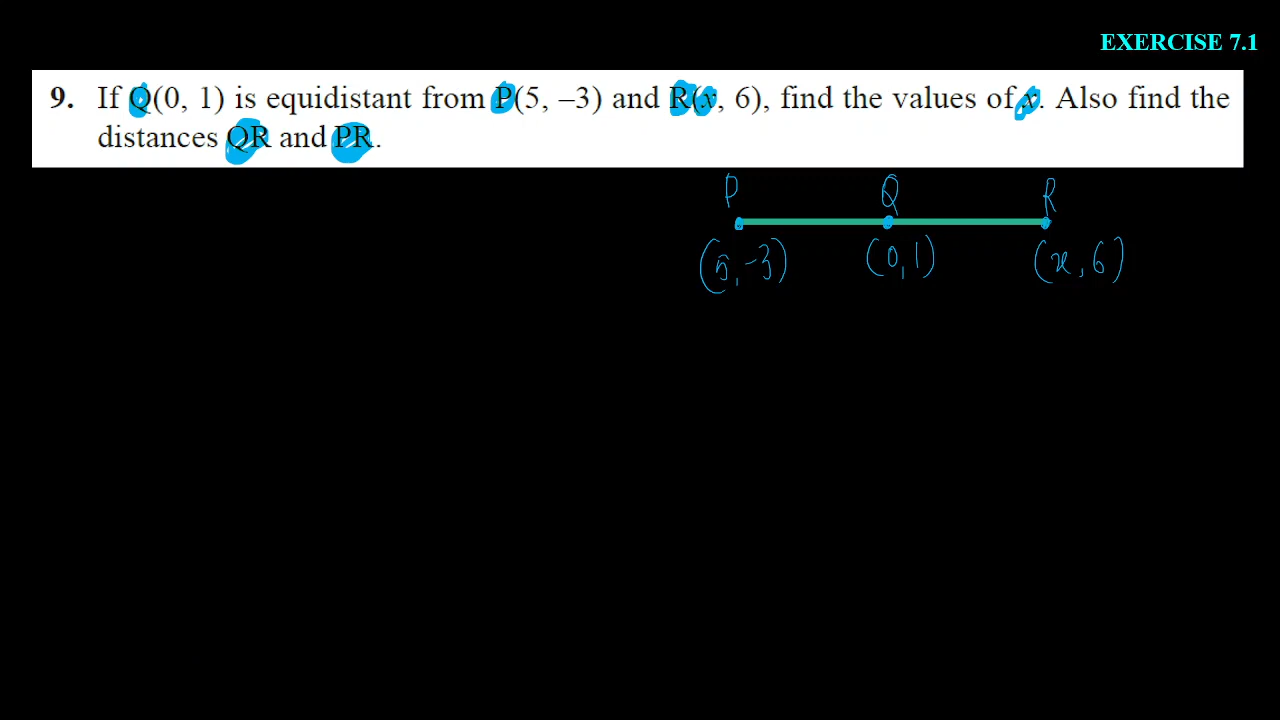 EXERCISE 7.1
9. If Q(0, 1) is equidistant from P(5, –3) and R(x, 6), find the values of x. Also find the
distances QR and PR.
P Q R
(5, -3) (0, 1) (x, 6)